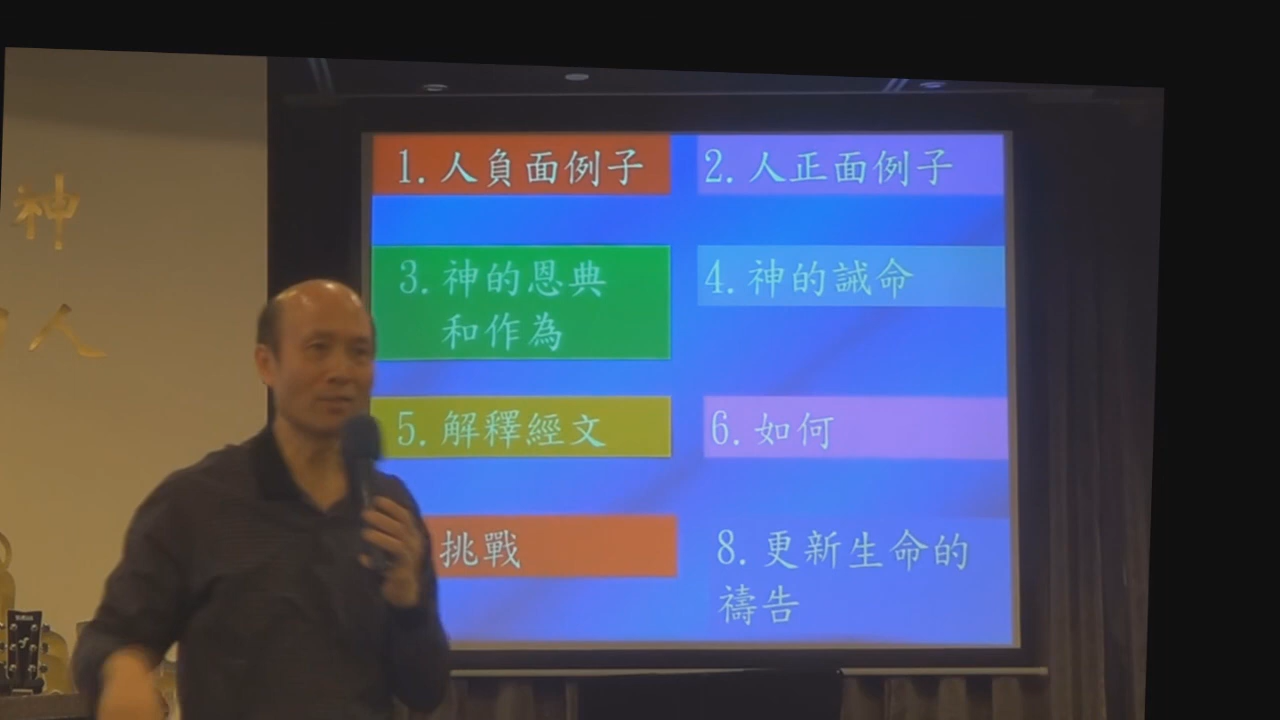 神
人
1.人負面例子
2.人正面例子
3.神的恩典
和作為
4.神的誡命
5.解釋經文
6.如何
挑戰
8.更新生命的
禱告